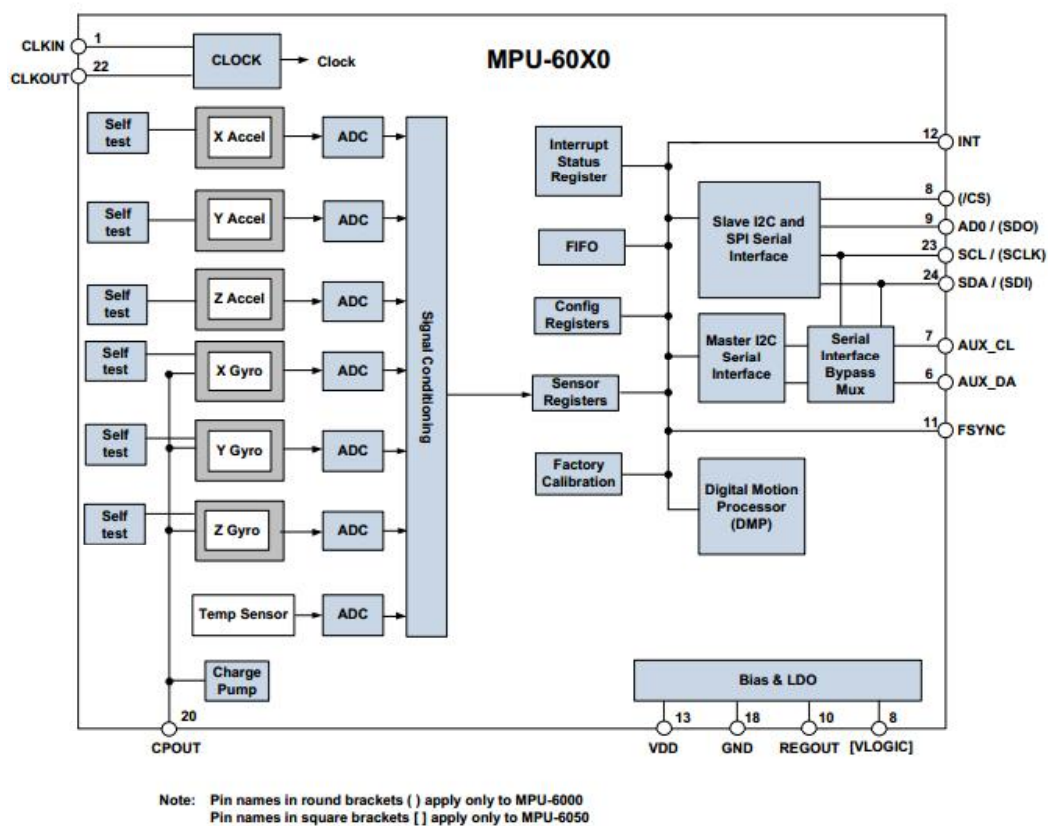 MPU-60X0
CLKIN
1
CLKOUT
22
CLOCK
Clock
Self
test
X Accel
ADC
Self
test
Y Accel
ADC
Self
test
Z Accel
ADC
Self
test
X Gyro
ADC
Self
test
Y Gyro
ADC
Self
test
Z Gyro
ADC
Temp Sensor
ADC
Signal Conditioning
Charge
Pump
20
CPOUT
Interrupt
Status
Register
FIFO
Config
Registers
Sensor
Registers
Factory
Calibration
Slave I2C and
SPI Serial
Interface
Master I2C
Serial
Interface
Serial
Interface
Bypass
Mux
Digital Motion
Processor
(DMP)
12
INT
8
(/CS)
9
AD0 / (SDO)
23
SCL / (SCLK)
24
SDA / (SDI)
7
AUX_CL
6
AUX_DA
11
FSYNC
Bias & LDO
13
18
10
8
VDD
GND
REGOUT
[VLOGIC]
Note: Pin names in round brackets ( ) apply only to MPU-6000
Pin names in square brackets [ ] apply only to MPU-6050